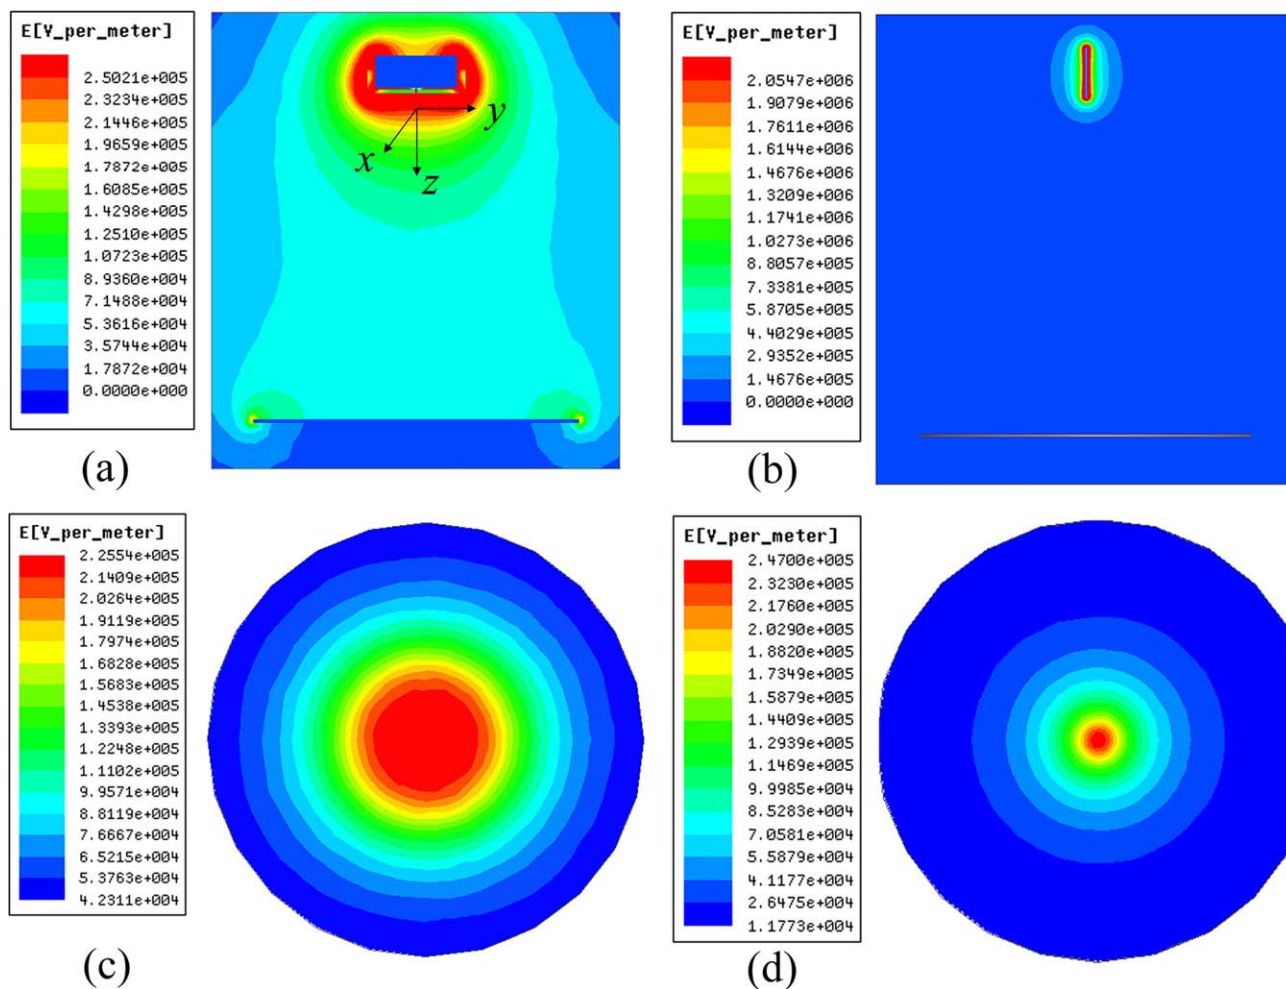 E[V_per_meter]
2.5021e+005
2.3234e+005
2.1446e+005
1.9659e+005
1.7872e+005
1.6085e+005
1.4298e+005
1.2510e+005
1.0723e+005
8.9360e+004
7.1488e+004
5.3616e+004
3.5744e+004
1.7872e+004
0.0000e+000
x
y
z
(a)
E[V_per_meter]
2.0547e+006
1.9079e+006
1.7611e+006
1.6144e+006
1.4676e+006
1.3209e+006
1.1741e+006
1.0273e+006
8.8057e+005
7.3381e+005
5.8705e+005
4.4029e+005
2.9352e+005
1.4676e+005
0.0000e+000
(b)
E[V_per_meter]
2.2554e+005
2.1409e+005
2.0264e+005
1.9119e+005
1.7974e+005
1.6828e+005
1.5683e+005
1.4538e+005
1.3393e+005
1.2248e+005
1.1102e+005
9.9571e+004
8.8119e+004
7.6667e+004
6.5215e+004
5.3763e+004
4.2311e+004
(c)
E[V_per_meter]
2.4700e+005
2.3230e+005
2.1760e+005
2.0290e+005
1.8820e+005
1.7349e+005
1.5879e+005
1.4409e+005
1.2939e+005
1.1469e+005
9.9985e+004
8.5283e+004
7.0581e+004
5.5879e+004
4.1177e+004
2.6475e+004
1.1773e+004
(d)